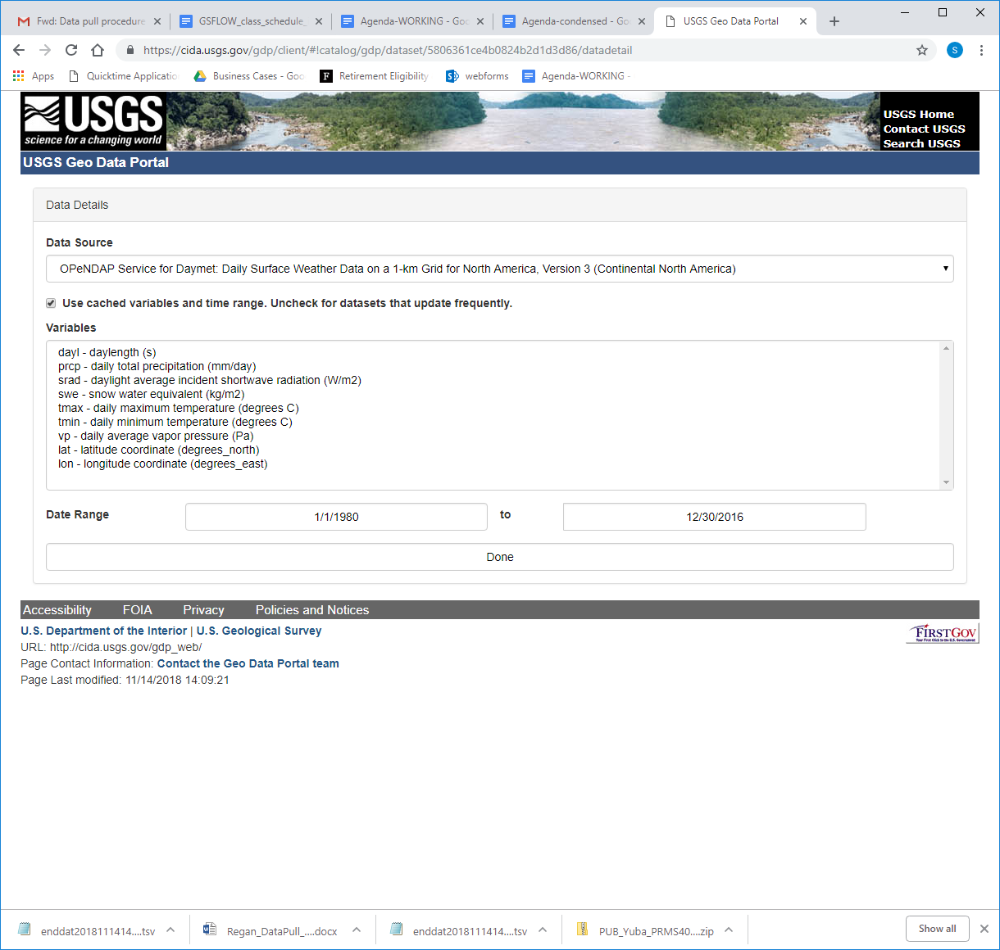 Fwd: Data pull procedure
GSFLOW_class_schedule_
Agenda-WORKING - Goo
Agenda-condensed - Go
USGS Geo Data Portal
https://cida.usgs.gov/gdp/client/#!catalog/gdp/dataset/5806361ce4b0824b2d1d3d86/datadetail
S
Apps
Quicktime Applicatio
Business Cases - Goo
F
Retirement Eligibility
webforms
Agenda-WORKING -
USGS
science for a changing world
USGS Home
Contact USGS
Search USGS
USGS Geo Data Portal
Data Details
Data Source
OPeNDAP Service for Daymet: Daily Surface Weather Data on a 1-km Grid for North America, Version 3 (Continental North America)
Use cached variables and time range. Uncheck for datasets that update frequently.
Variables
dayl - daylength (s)
prcp - daily total precipitation (mm/day)
srad - daylight average incident shortwave radiation (W/m2)
swe - snow water equivalent (kg/m2)
tmax - daily maximum temperature (degrees C)
tmin - daily minimum temperature (degrees C)
vp - daily average vapor pressure (Pa)
lat - latitude coordinate (degrees_north)
lon - longitude coordinate (degrees_east)
Date Range 1/1/1980 to 12/30/2016
Done
Accessibility FOIA Privacy Policies and Notices
U.S. Department of the Interior | U.S. Geological Survey
URL: http://cida.usgs.gov/gdp_web/
Page Contact Information: Contact the Geo Data Portal team
Page Last modified: 11/14/2018 14:09:21
FIRSTGOV
Your First Click to the U.S. Government
enddat2018111414....tsv
Regan_DataPull_....docx
enddat2018111414....tsv
PUB_Yuba_PRMS40....zip
Show all